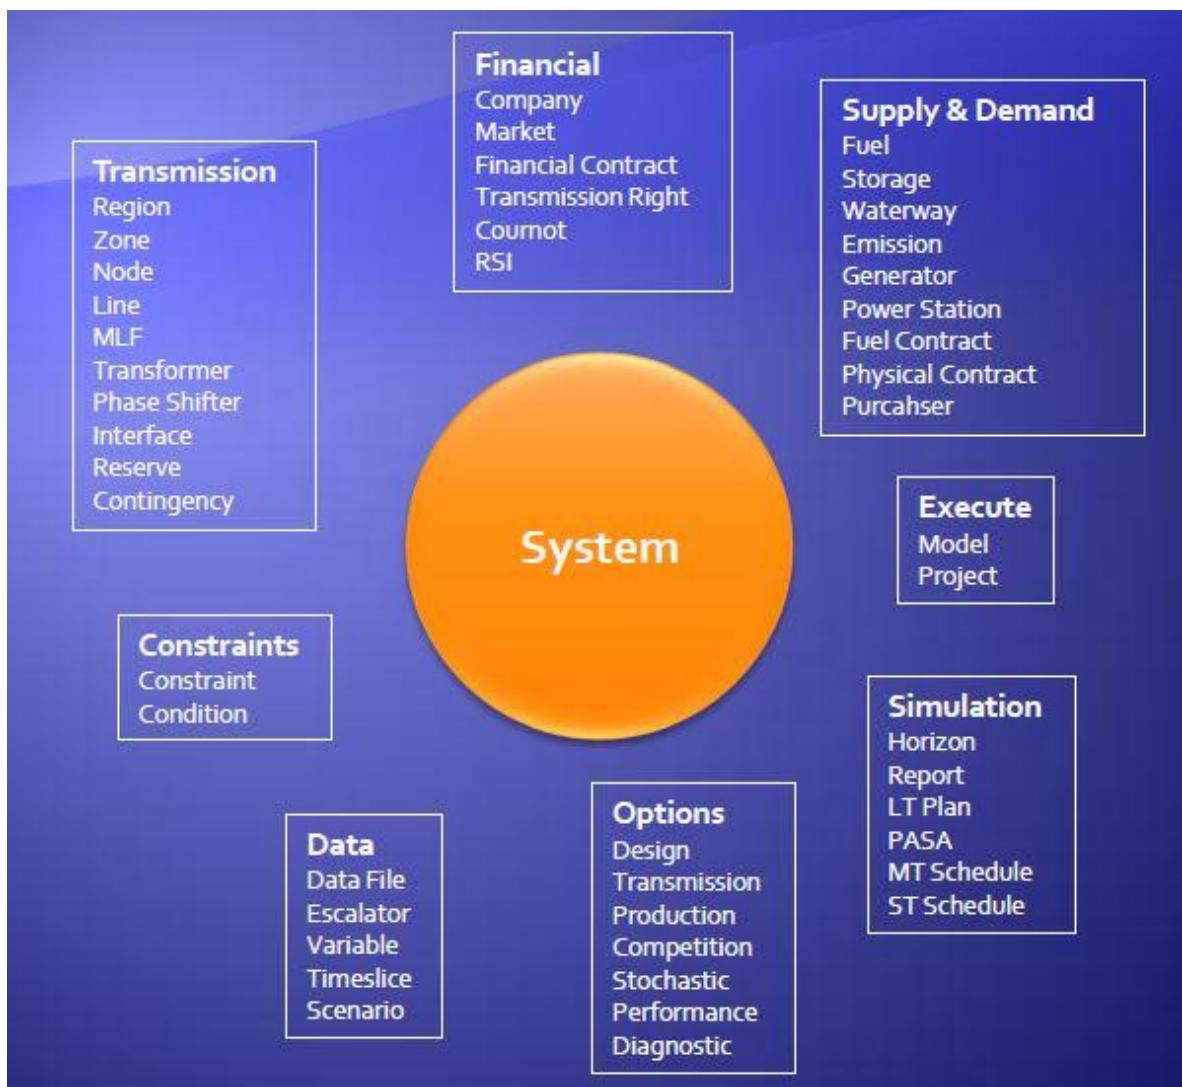 Financial
Company
Market
Financial Contract
Transmission Right
Cournot
RSI
Supply & Demand
Fuel
Storage
Waterway
Emission
Generator
Power Station
Fuel Contract
Physical Contract
Purcahser
Transmission
Region
Zone
Node
Line
MLF
Transformer
Phase Shifter
Interface
Reserve
Contingency
System
Execute
Model
Project
Constraints
Constraint
Condition
Simulation
Horizon
Report
LT Plan
PASA
MT Schedule
ST Schedule
Data
Data File
Escalator
Variable
Timeslice
Scenario
Options
Design
Transmission
Production
Competition
Stochastic
Performance
Diagnostic